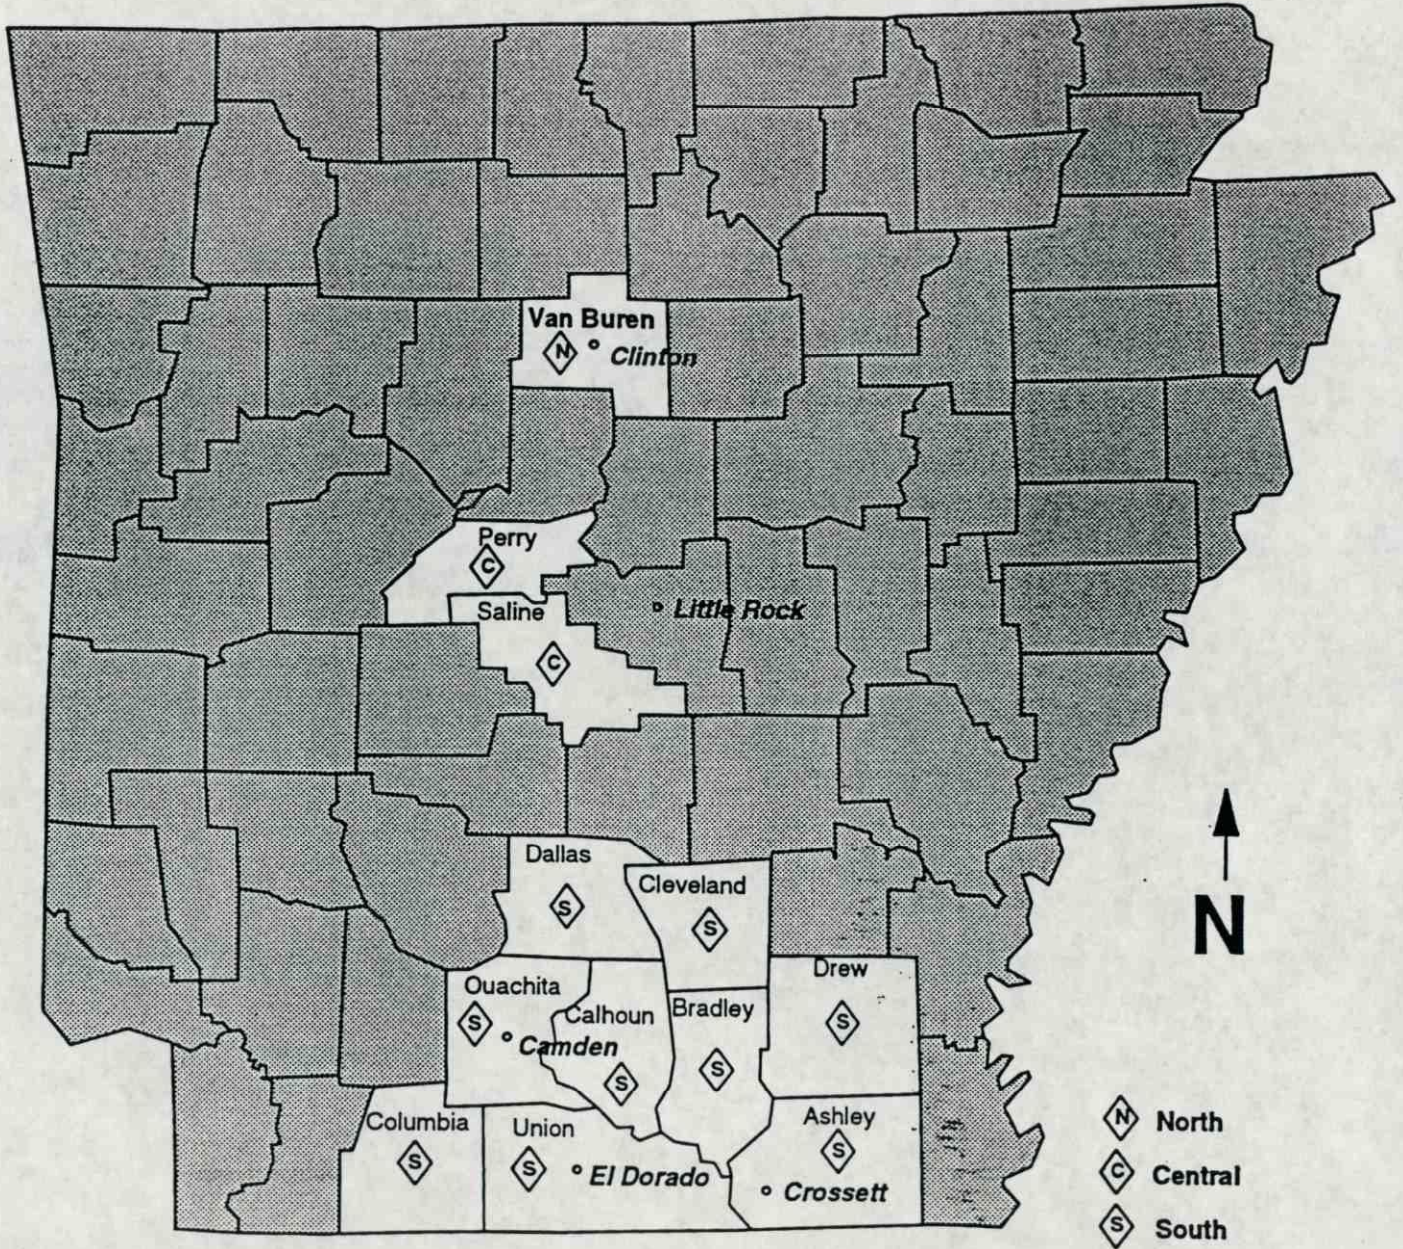 Van Buren
N
Clinton
Perry
C
Saline
Little Rock
C
Dallas
S
Cleveland
S
Drew
Ouachita
S
Camden
Calhoun
S
Bradley
S
S
Columbia
S
Union
S
El Dorado
Ashley
S
Crossett
N
N North
C Central
S South